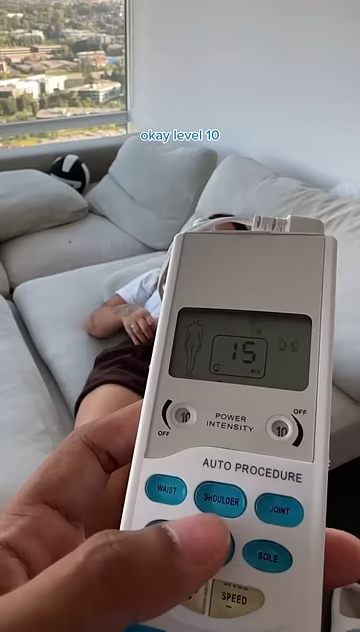 okay level 10
15
10
POWER
INTENSITY
10
OFF
OFF
AUTO PROCEDURE
WAIST
SHOULDER
JOINT
SOLE
SPEED